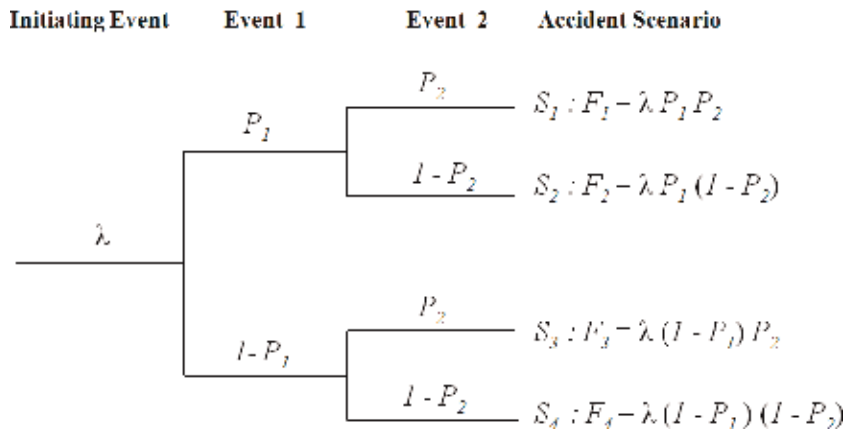 Initiating Event Event 1 Event 2 Accident Scenario
P₂
S₁ : F₁ = λ P₁ P₂
P₁
1 - P₂
S₂ : F₂ = λ P₁ (1 - P₂)
λ
P₂
S₃ : F₃ = λ (1 - P₁) P₂
1 - P₁
1 - P₂
S₄ : F₄ = λ (1 - P₁) (1 - P₂)